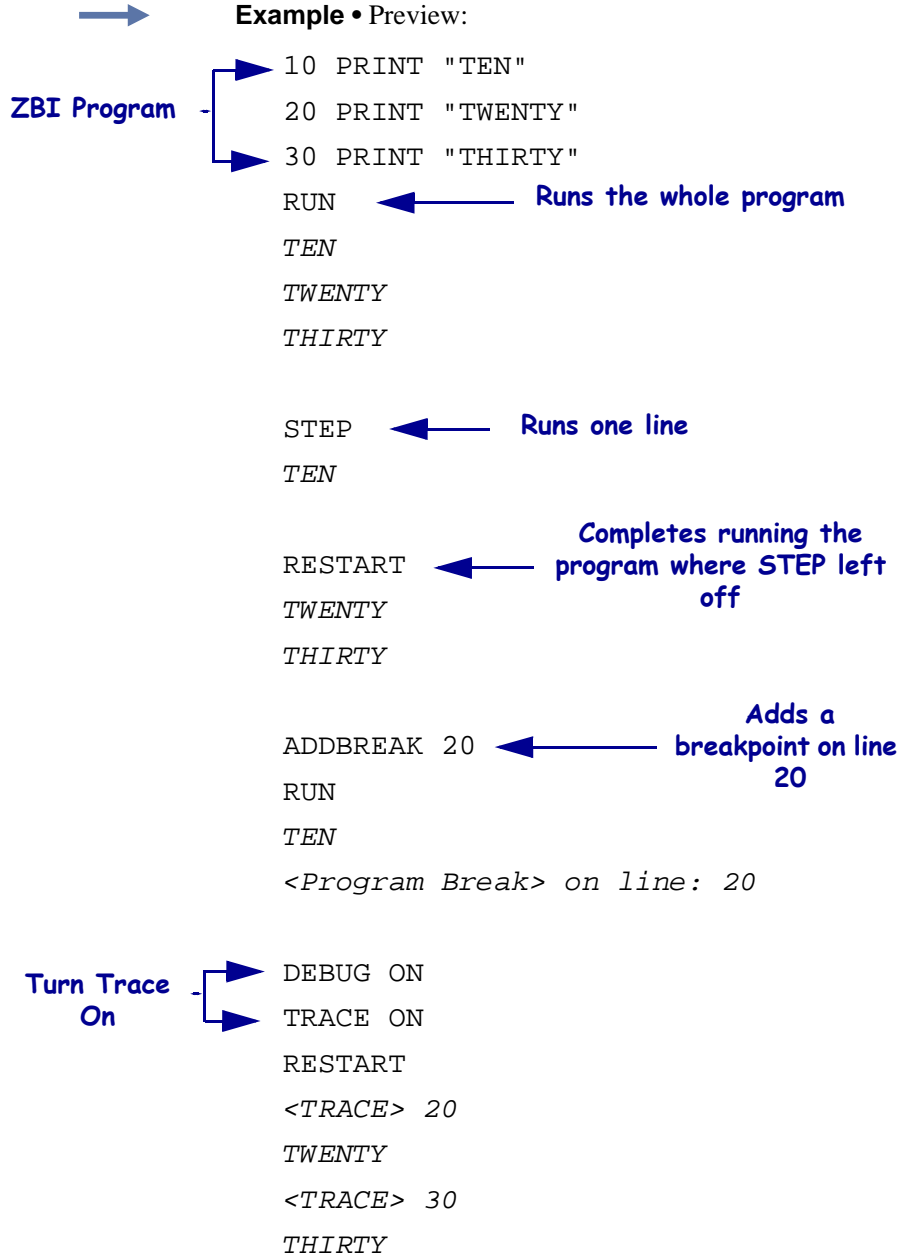 Example • Preview:
10 PRINT "TEN"
ZBI Program
20 PRINT "TWENTY"
30 PRINT "THIRTY"
RUN
Runs the whole program
TEN
TWENTY
THIRTY
STEP
Runs one line
TEN
RESTART
Completes running the
program where STEP left
off
TWENTY
THIRTY
ADDBREAK 20
Adds a
breakpoint on line
20
RUN
TEN
<Program Break> on line: 20
Turn Trace
On
DEBUG ON
TRACE ON
RESTART
<TRACE> 20
TWENTY
<TRACE> 30
THIRTY